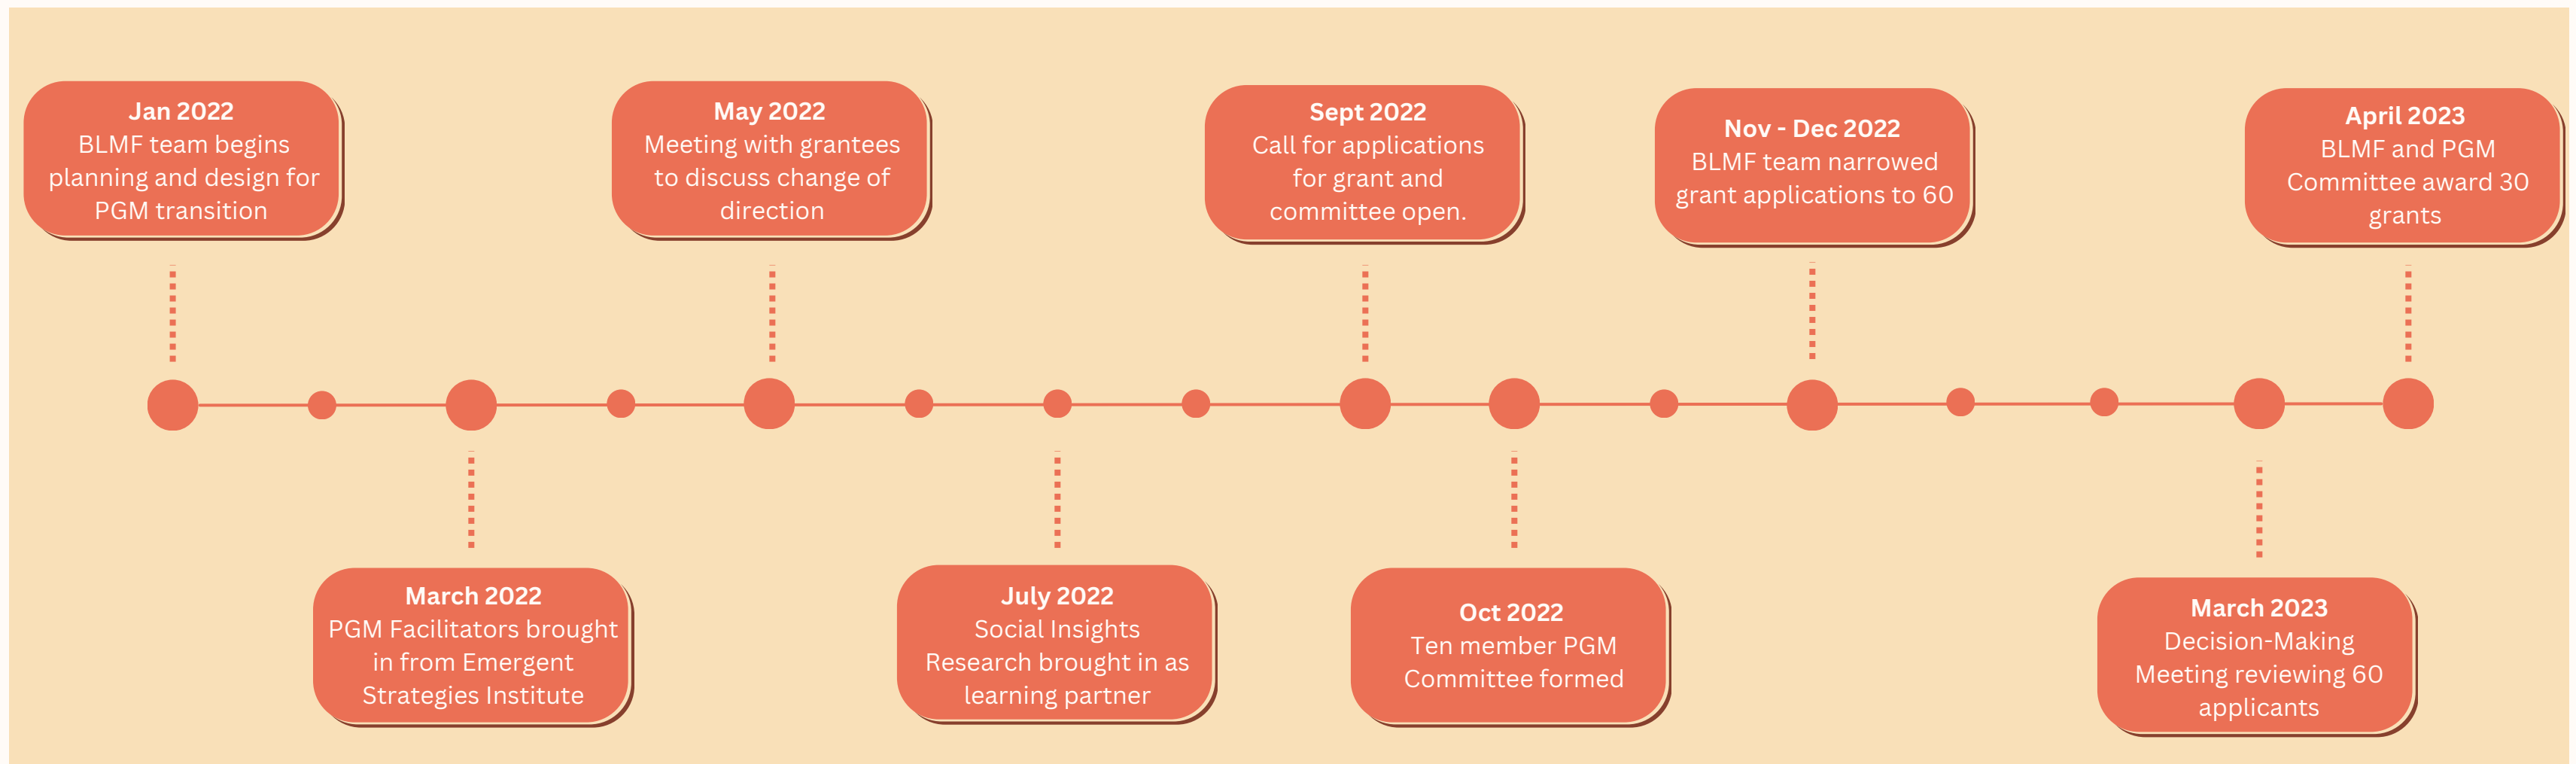 Jan 2022
BLMF team begins
planning and design for
PGM transition
March 2022
PGM Facilitators brought
in from Emergent
Strategies Institute
May 2022
Meeting with grantees
to discuss change of
direction
July 2022
Social Insights
Research brought in as
learning partner
Sept 2022
Call for applications
for grant and
committee open.
Oct 2022
Ten member PGM
Committee formed
Nov - Dec 2022
BLMF team narrowed
grant applications to 60
March 2023
Decision-Making
Meeting reviewing 60
applicants
April 2023
BLMF and PGM
Committee award 30
grants